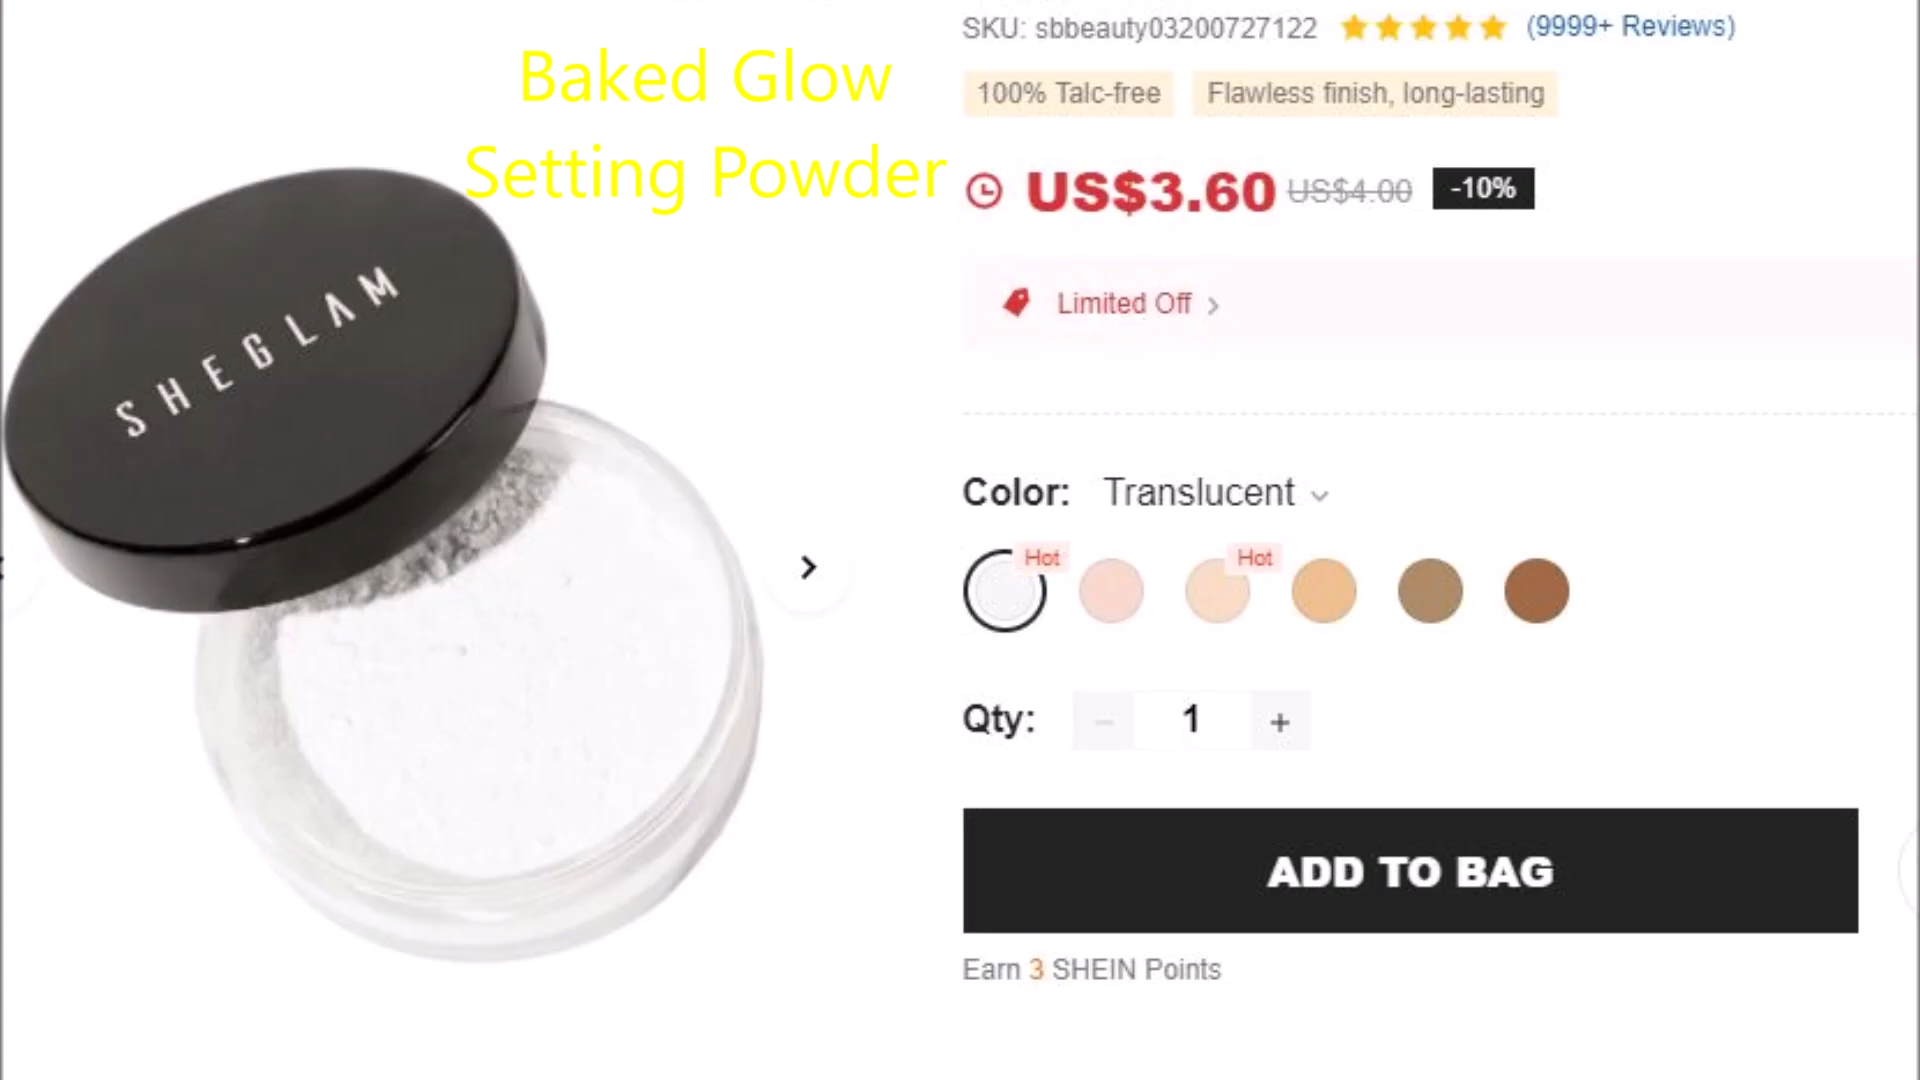 SKU: sbbeauty03200727122 (9999+ Reviews)
Baked Glow
Setting Powder
100% Talc-free Flawless finish, long-lasting
US$3.60 US$4.00 -10%
Limited Off
SHEGLAM
Color: Translucent
Hot Hot
Qty: − 1 +
ADD TO BAG
Earn 3 SHEIN Points